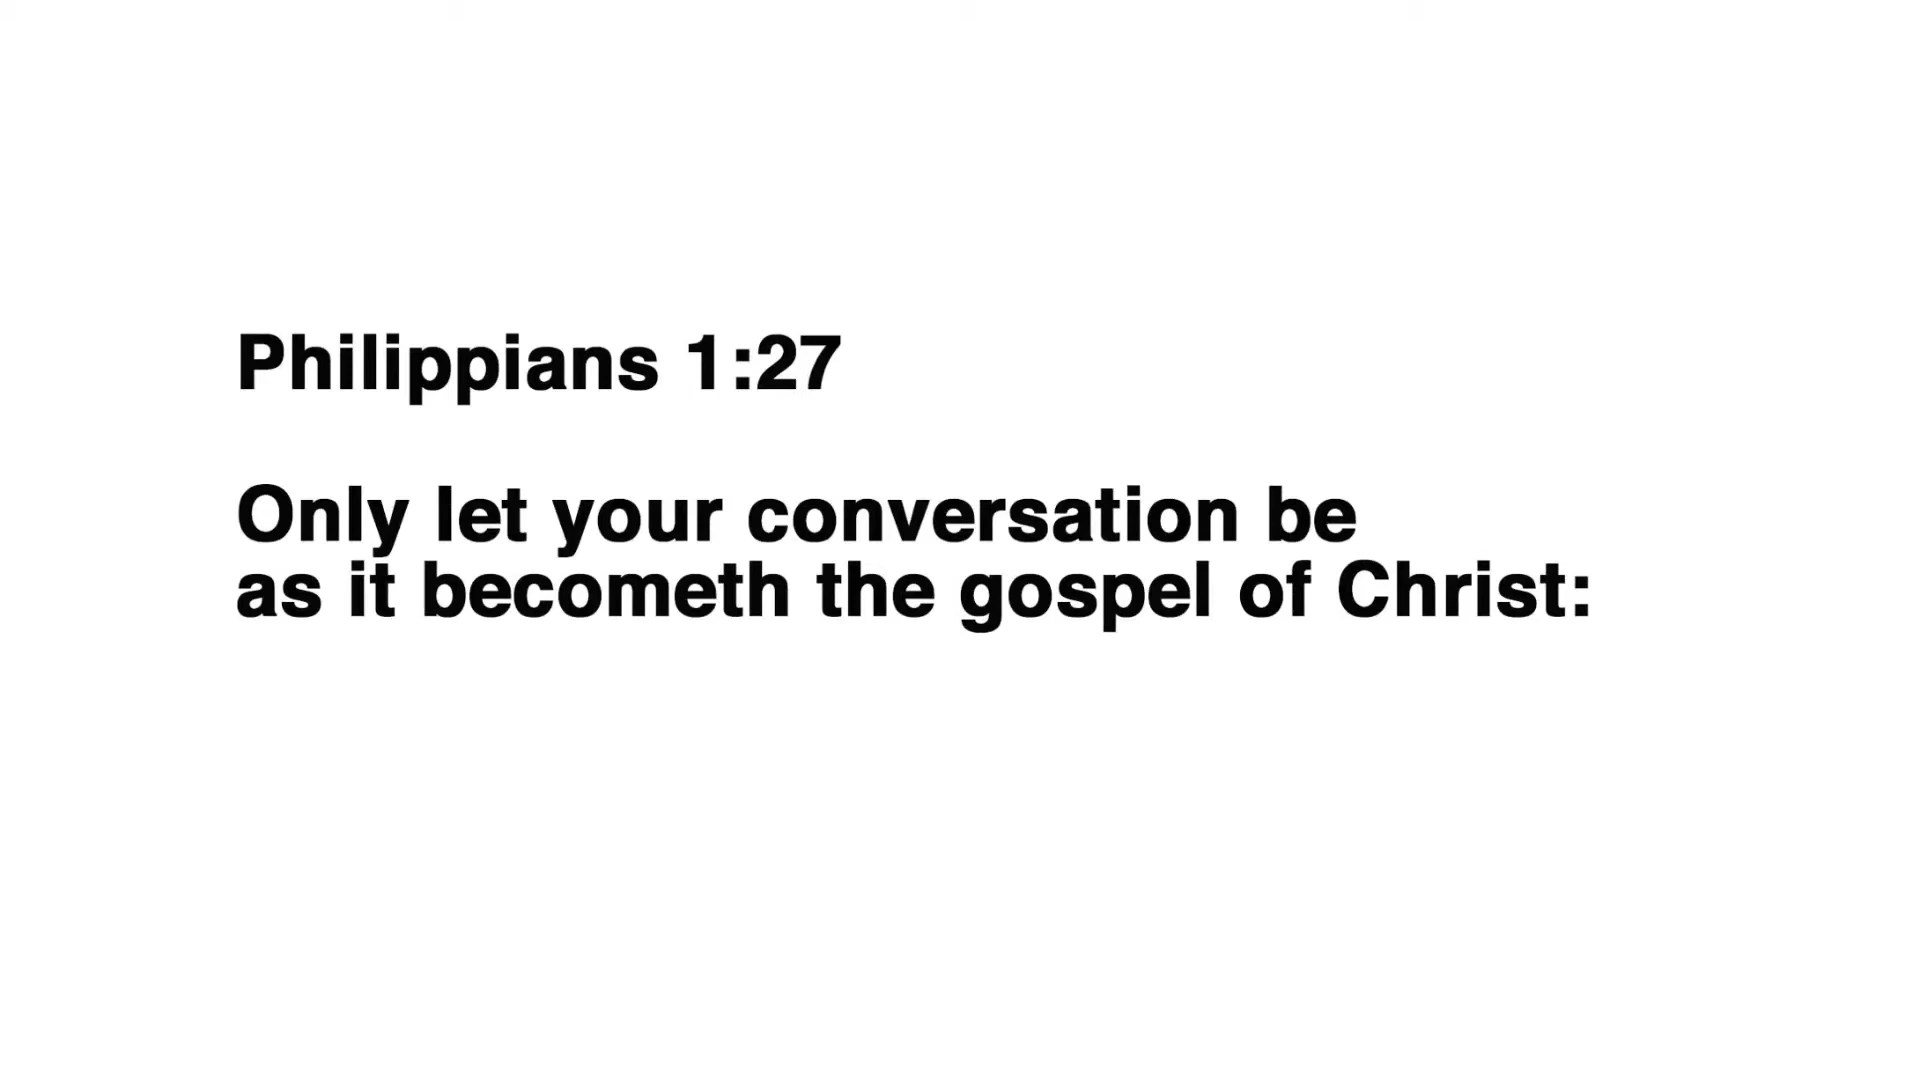 Philippians 1:27
Only let your conversation be
as it becometh the gospel of Christ: